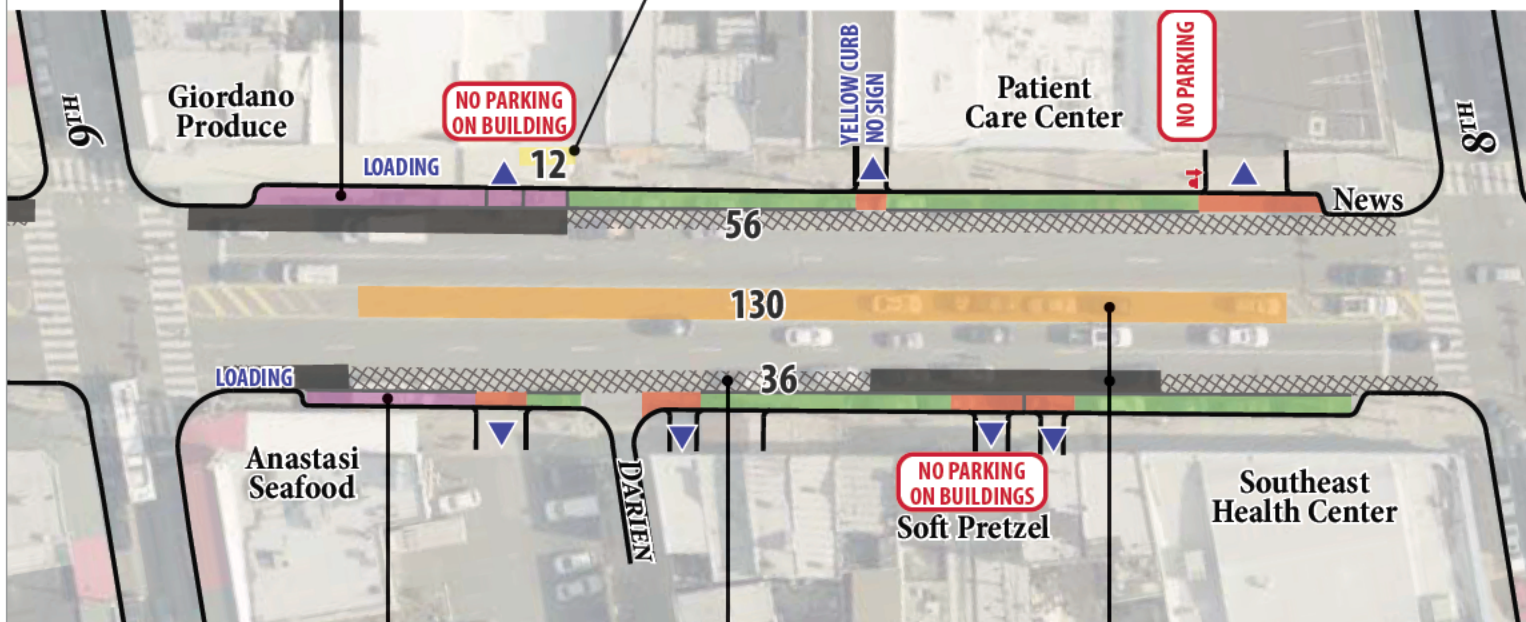 9TH
Giordano
Produce
LOADING
NO PARKING
ON BUILDING
12
YELLOW CURB
NO SIGN
Patient
Care Center
NO PARKING
8TH
News
56
130
36
LOADING
Anastasi
Seafood
DARIEN
NO PARKING
ON BUILDINGS
Soft Pretzel
Southeast
Health Center